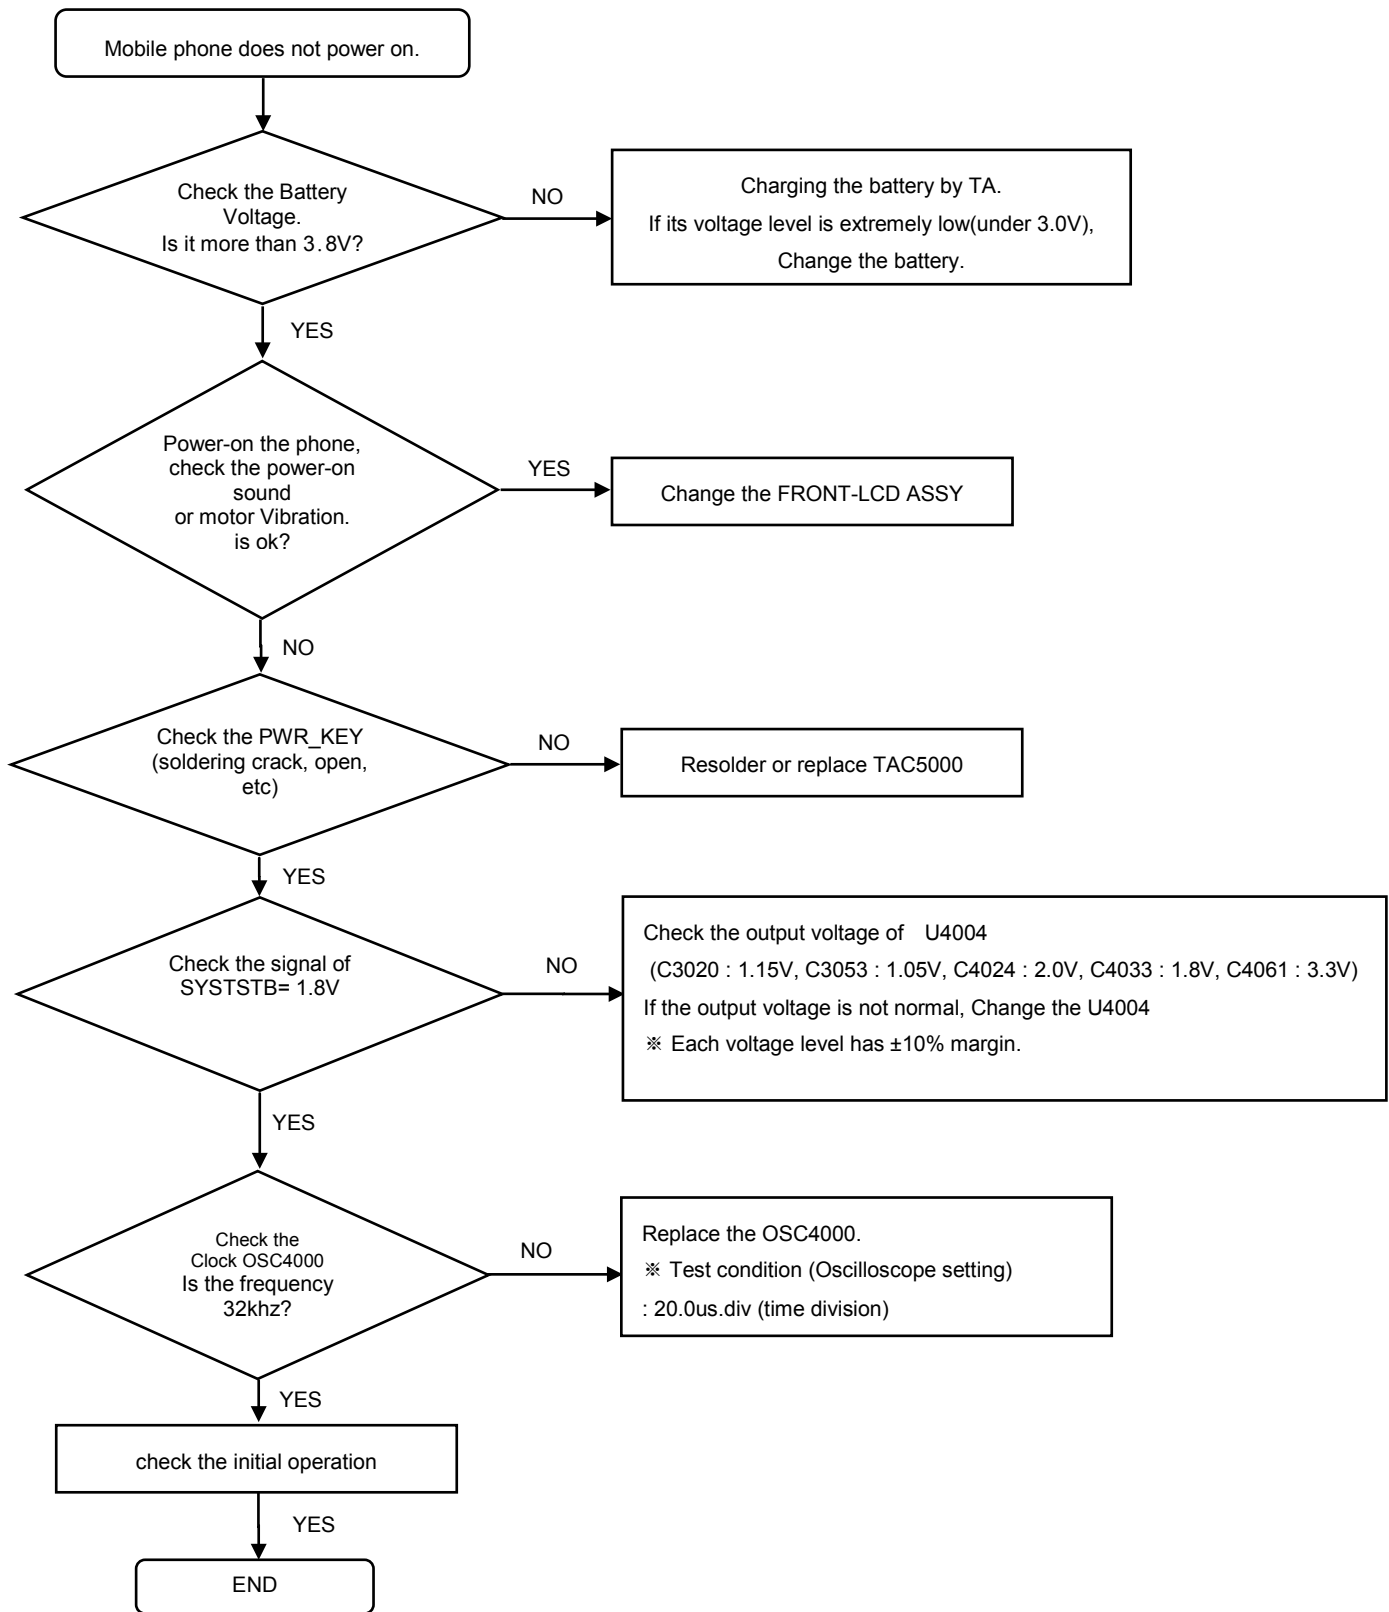 Mobile phone does not power on.
Check the Battery
Voltage.
Is it more than 3.8V?
NO
Charging the battery by TA.
If its voltage level is extremely low(under 3.0V),
Change the battery.
YES
Power-on the phone,
check the power-on
sound
or motor Vibration.
is ok?
YES
Change the FRONT-LCD ASSY
NO
Check the PWR_KEY
(soldering crack, open,
etc)
NO
Resolder or replace TAC5000
YES
Check the signal of
SYSTSTB= 1.8V
NO
Check the output voltage of U4004
(C3020 : 1.15V, C3053 : 1.05V, C4024 : 2.0V, C4033 : 1.8V, C4061 : 3.3V)
If the output voltage is not normal, Change the U4004
※ Each voltage level has ±10% margin.
YES
Check the
Clock OSC4000
Is the frequency
32khz?
NO
Replace the OSC4000.
※ Test condition (Oscilloscope setting)
: 20.0us.div (time division)
YES
check the initial operation
YES
END